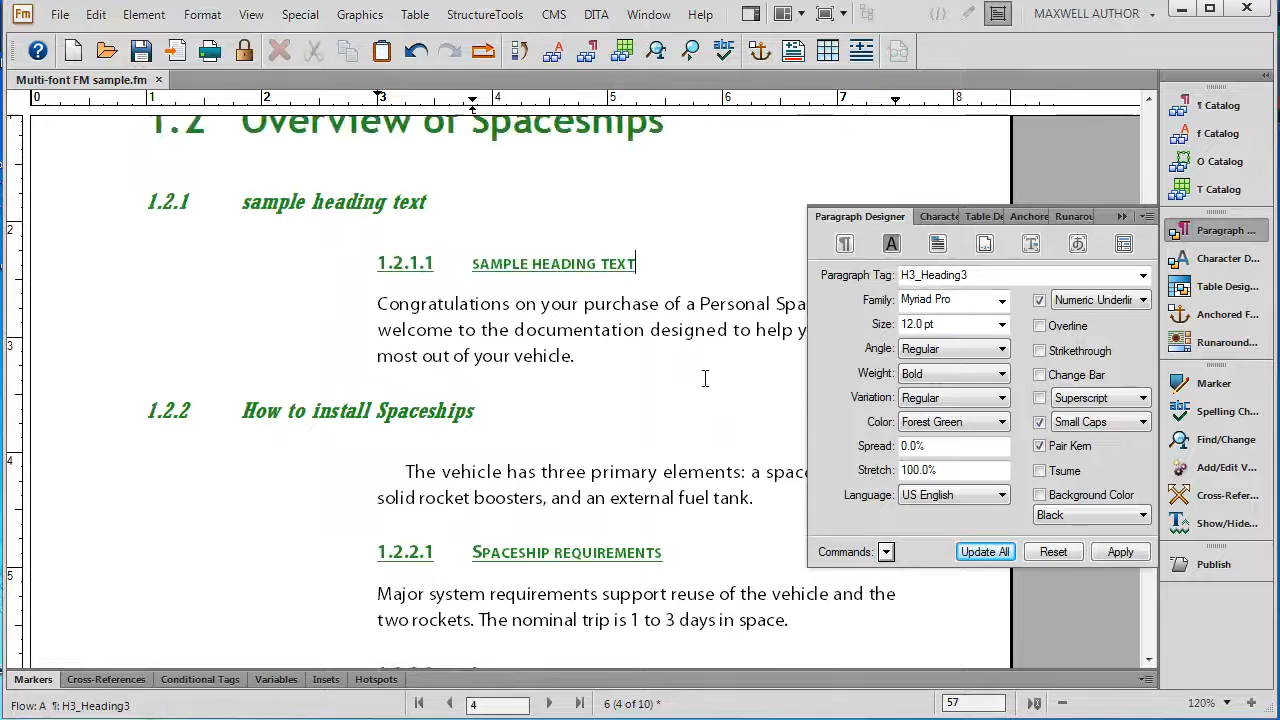 Fm File Edit Element Format View Special Graphics Table StructureTools CMS DITA Window Help MAXWELL AUTHOR
Multi-font FM sample.fm
0 1 2 3 4 5 6 7 8
1.2 Overview of Spaceships
1.2.1 sample heading text
1.2.1.1 SAMPLE HEADING TEXT
Congratulations on your purchase of a Personal Spa
welcome to the documentation designed to help y
most out of your vehicle.
1.2.2 How to install Spaceships
The vehicle has three primary elements: a space
solid rocket boosters, and an external fuel tank.
1.2.2.1 SPACESHIP REQUIREMENTS
Major system requirements support reuse of the vehicle and the
two rockets. The nominal trip is 1 to 3 days in space.
2
3
4
5
Paragraph Designer Characte Table De Anchore Runarou
Paragraph Tag: H3_Heading3
Family: Myriad Pro Numeric Underlin
Size: 12.0 pt Overline
Angle: Regular Strikethrough
Weight: Bold Change Bar
Variation: Regular Superscript
Color: Forest Green Small Caps
Spread: 0.0% Pair Kern
Stretch: 100.0% Tsume
Language: US English Background Color
Black
Commands: Update All Reset Apply
¶ Catalog
f Catalog
O Catalog
T Catalog
Paragraph ...
Character D...
Table Desig...
Anchored F...
Runaround...
Marker
Spelling Ch...
Find/Change
Add/Edit V...
Cross-Refer...
Show/Hide...
Publish
Markers Cross-References Conditional Tags Variables Insets Hotspots
Flow: A ¶: H3_Heading3 4 6 (4 of 10) * 57 120%